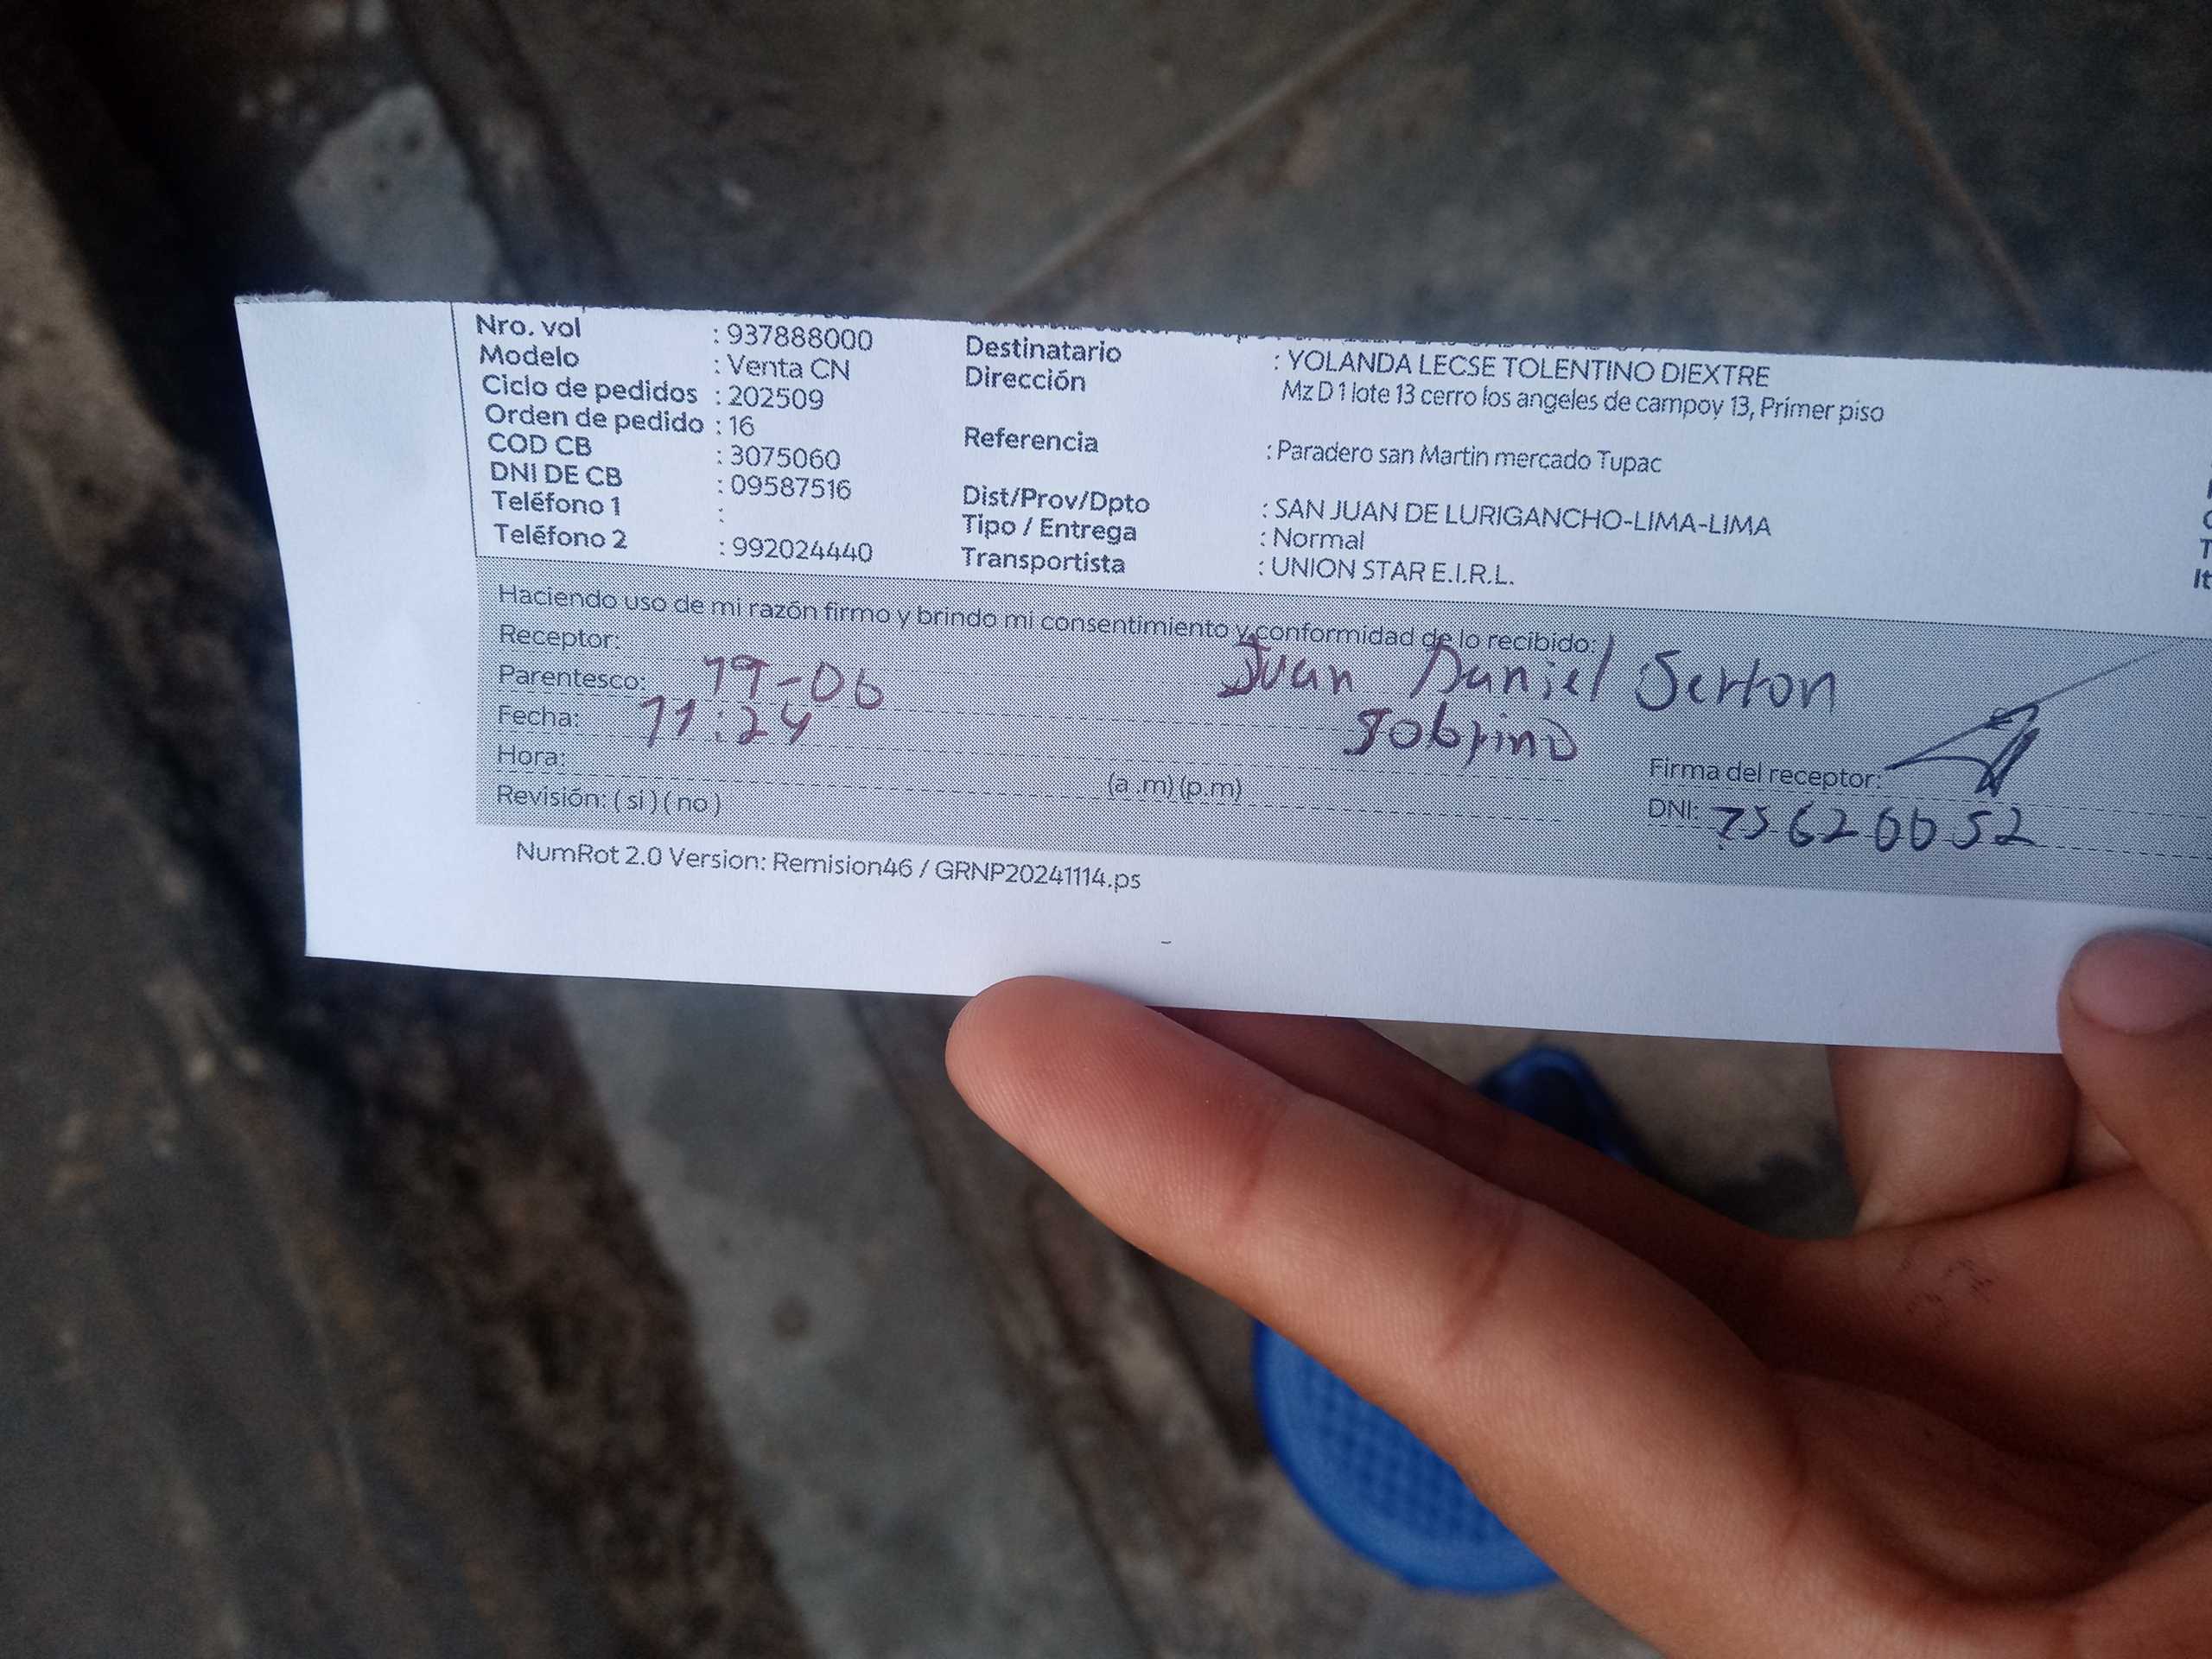 Nro. vol : 937888000
Modelo : Venta CN
Ciclo de pedidos : 202509
Orden de pedido : 16
COD CB : 3075060
DNI DE CB : 09587516
Teléfono 1 :
Teléfono 2 : 992024440
Destinatario : YOLANDA LECSE TOLENTINO DIEXTRE
Dirección Mz D 1 lote 13 cerro los angeles de campoy 13, Primer piso
Referencia : Paradero san Martin mercado Tupac
Dist/Prov/Dpto : SAN JUAN DE LURIGANCHO-LIMA-LIMA
Tipo / Entrega : Normal
Transportista : UNION STAR E.I.R.L.
Haciendo uso de mi razón firmo y brindo mi consentimiento y conformidad de lo recibido:
Receptor: Juan Daniel
Parentesco: 19-06 sobrino
Fecha: 11:24
Hora: (a .m) (p.m)
Revisión: ( si ) ( no )
Firma del receptor:
DNI: 75620052
NumRot 2.0 Version: Remision46 / GRNP20241114.ps